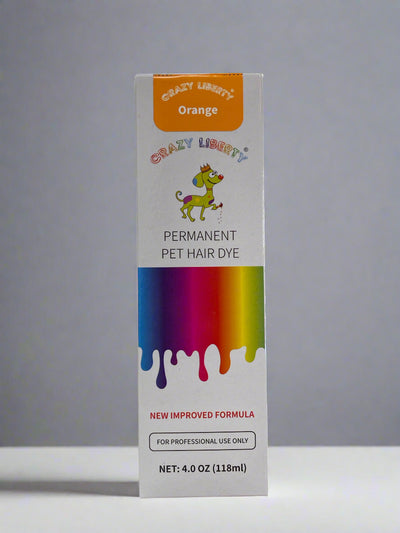 CRAZY LIBERTY®
Orange
CRAZY LIBERTY®
PERMANENT
PET HAIR DYE
NEW IMPROVED FORMULA
FOR PROFESSIONAL USE ONLY
NET: 4.0 OZ (118ml)